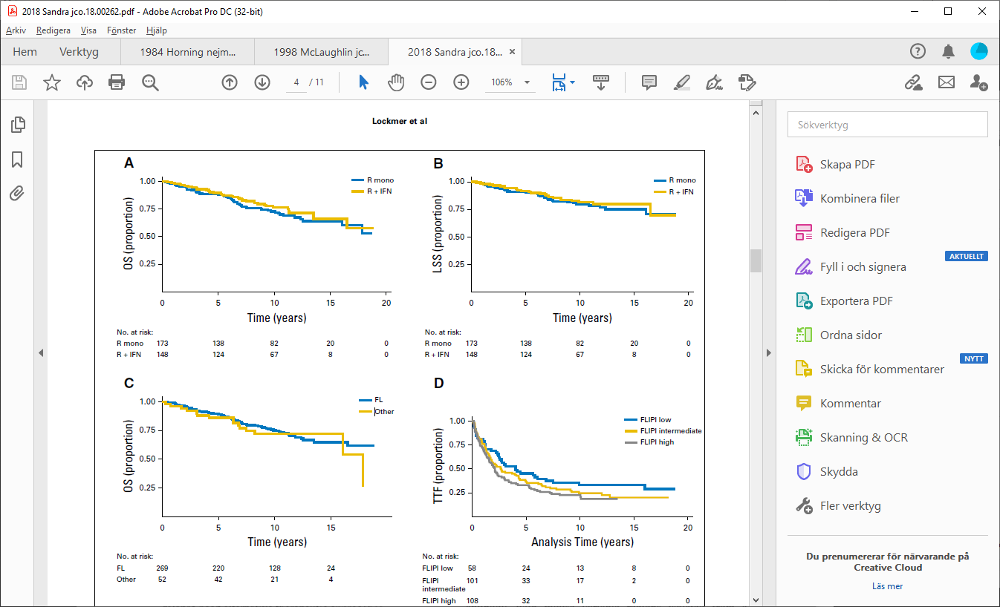 2018 Sandra jco.18.00262.pdf - Adobe Acrobat Pro DC (32-bit)
Arkiv Redigera Visa Fönster Hjälp
Hem Verktyg 1984 Horning nejm... 1998 McLaughlin jc... 2018 Sandra jco.18... ×
4 / 11 106%
Lockmer et al
A
1.00
0.75
0.50
0.25
OS (proportion)
R mono
R + IFN
0 5 10 15 20
Time (years)
No. at risk:
R mono 173 138 82 20 0
R + IFN 148 124 67 8 0
B
1.00
0.75
0.50
0.25
LSS (proportion)
R mono
R + IFN
0 5 10 15 20
Time (years)
No. at risk:
R mono 173 138 82 20 0
R + IFN 148 124 67 8 0
C
1.00
0.75
0.50
0.25
OS (proportion)
FL
Other
0 5 10 15
Time (years)
No. at risk:
FL 269 220 128 24
Other 52 42 21 4
D
1.00
0.75
0.50
0.25
TTF (proportion)
FLIPI low
FLIPI intermediate
FLIPI high
0 5 10 15 20
Analysis Time (years)
No. at risk:
FLIPI low 58 24 13 8 0
FLIPI 101 33 17 2 0
intermediate
FLIPI high 108 32 11 0 0
Sökverktyg
Skapa PDF
Kombinera filer
Redigera PDF
AKTUELLT
Fyll i och signera
Exportera PDF
Ordna sidor
NYTT
Skicka för kommentarer
Kommentar
Skanning & OCR
Skydda
Fler verktyg
Du prenumererar för närvarande på
Creative Cloud
Läs mer